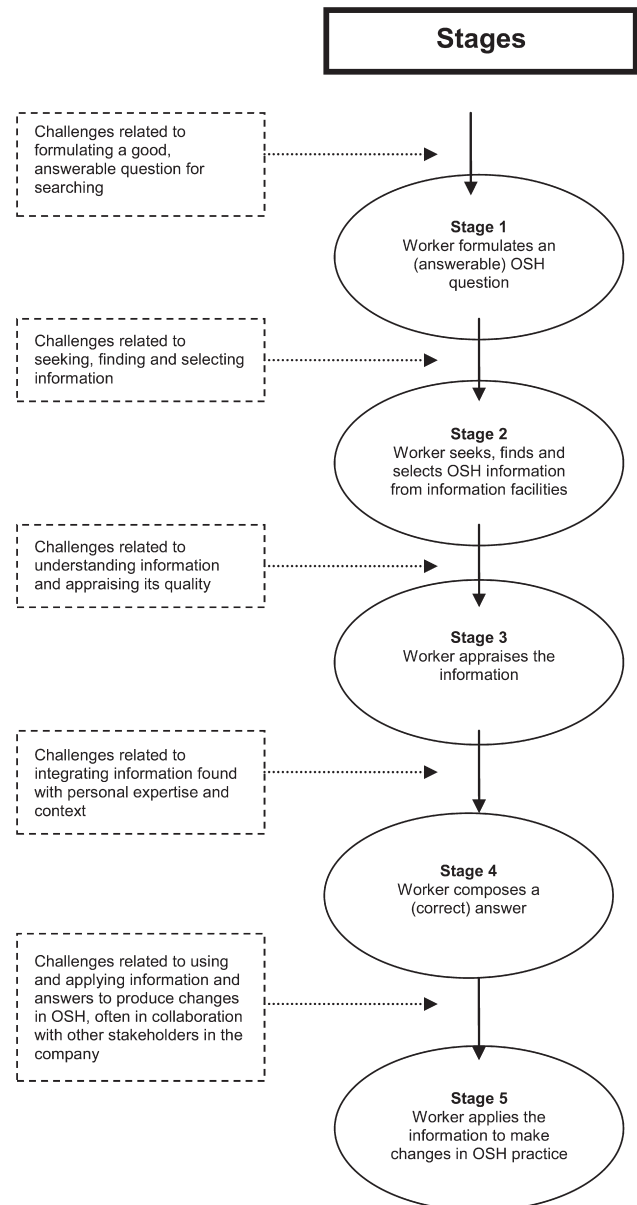 Stages
Challenges related to
formulating a good,
answerable question for
searching
Stage 1
Worker formulates an
(answerable) OSH
question
Challenges related to
seeking, finding and selecting
information
Stage 2
Worker seeks, finds and
selects OSH information
from information facilities
Challenges related to
understanding information
and appraising its quality
Stage 3
Worker appraises the
information
Challenges related to
integrating information found
with personal expertise and
context
Stage 4
Worker composes a
(correct) answer
Challenges related to using
and applying information and
answers to produce changes
in OSH, often in collaboration
with other stakeholders in the
company
Stage 5
Worker applies the
information to make
changes in OSH practice